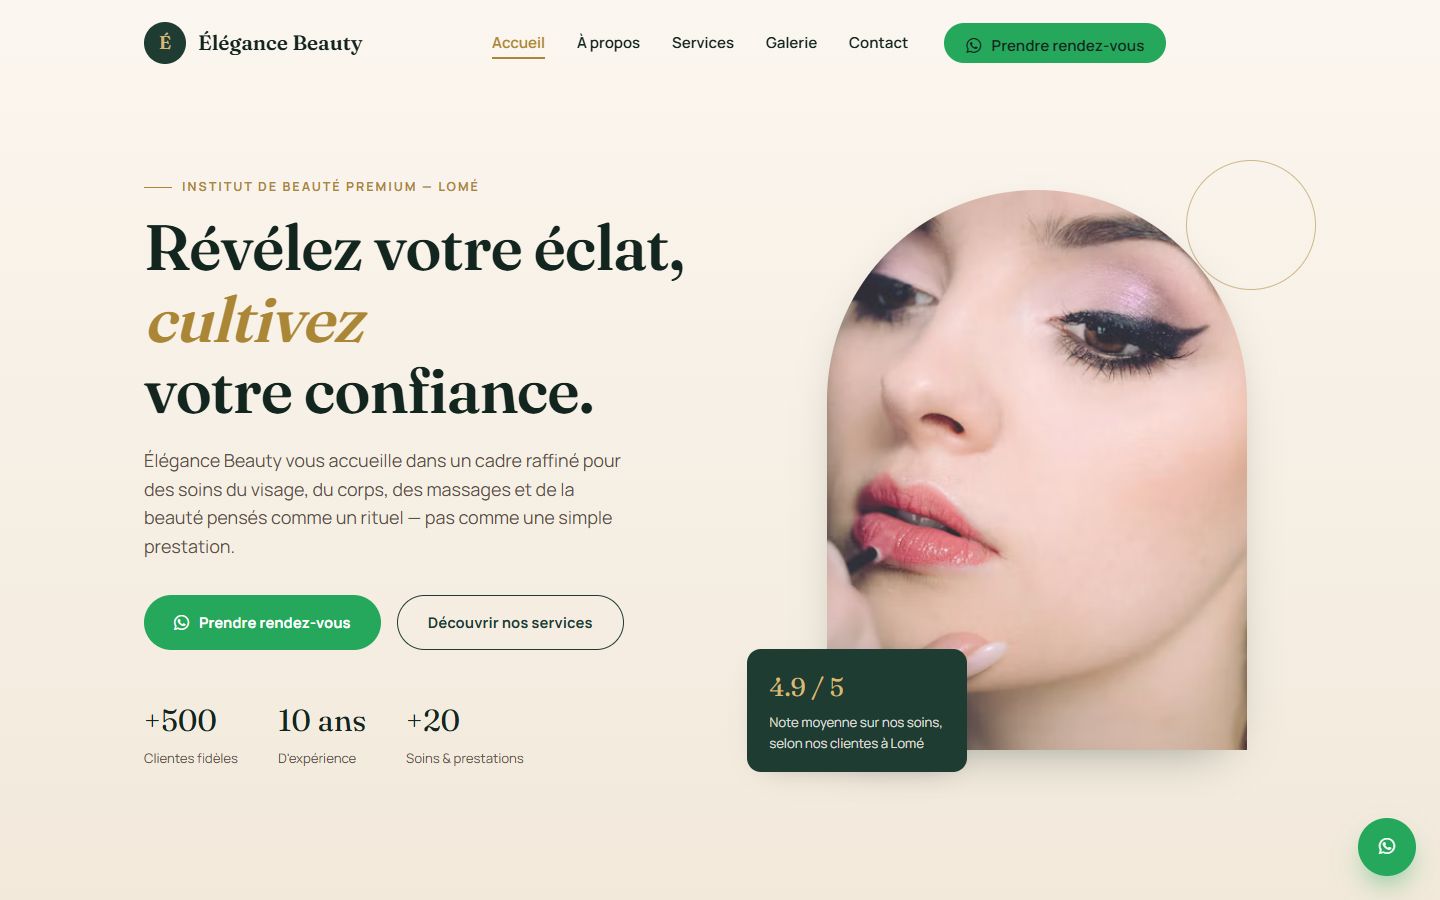 É
Élégance Beauty
Accueil
À propos
Services
Galerie
Contact
Prendre rendez-vous
INSTITUT DE BEAUTÉ PREMIUM — LOMÉ
Révélez votre éclat,
cultivez
votre confiance.
Élégance Beauty vous accueille dans un cadre raffiné pour
des soins du visage, du corps, des massages et de la
beauté pensés comme un rituel — pas comme une simple
prestation.
Prendre rendez-vous
Découvrir nos services
+500
Clientes fidèles
10 ans
D'expérience
+20
Soins & prestations
4.9 / 5
Note moyenne sur nos soins,
selon nos clientes à Lomé